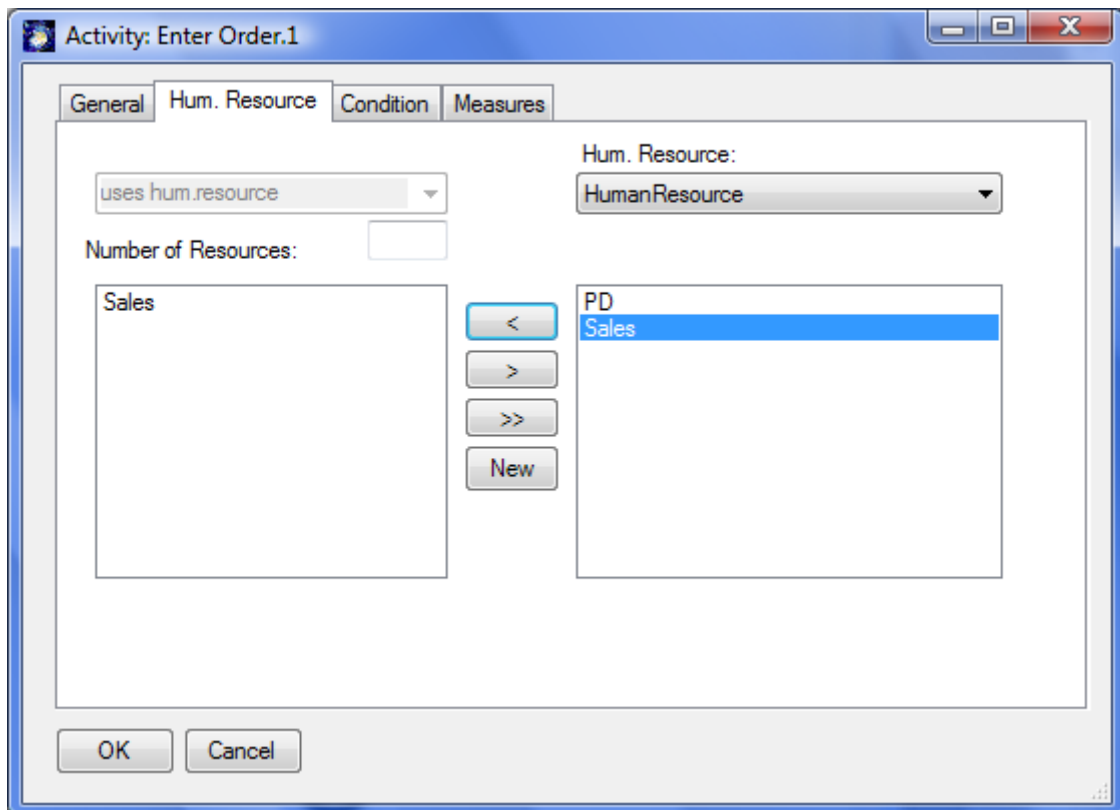 Activity: Enter Order.1
General Hum. Resource Condition Measures
Hum. Resource:
uses hum.resource HumanResource
Number of Resources:
Sales
PD
Sales
<
>
>>
New
OK Cancel